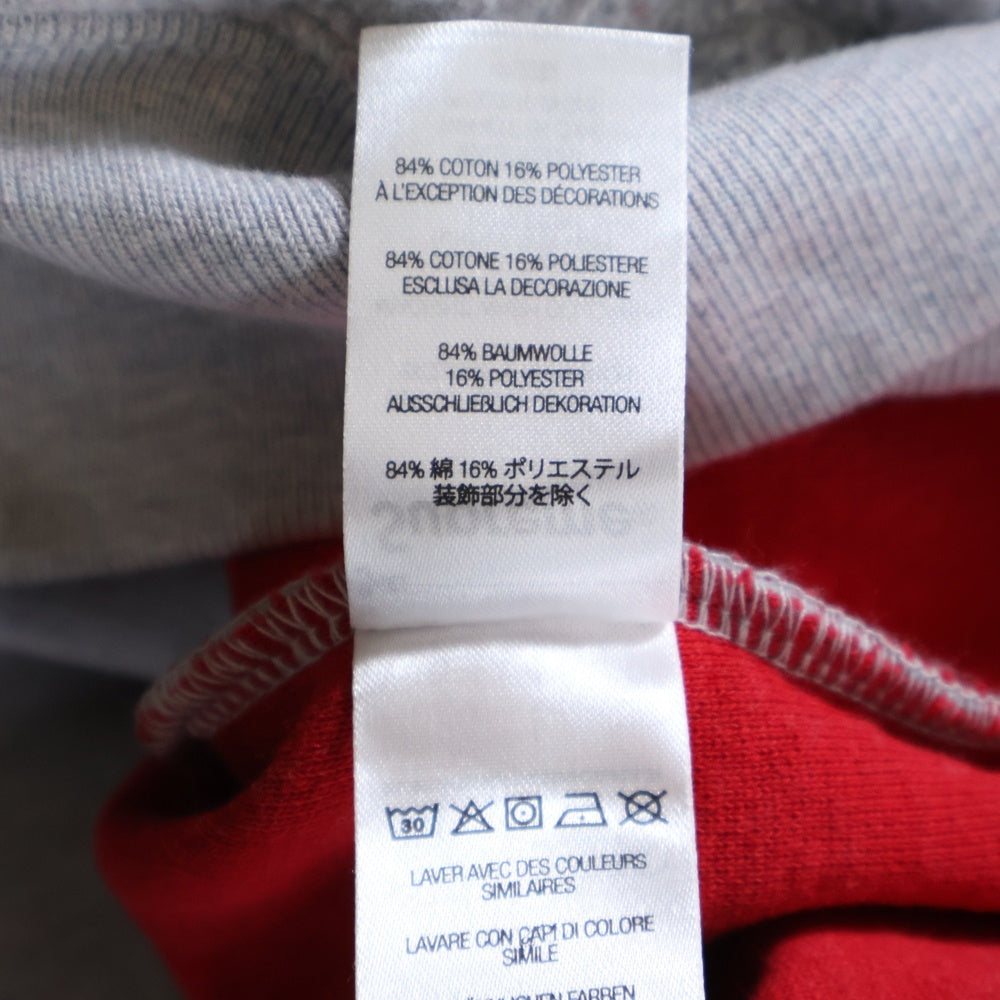 84% COTON 16% POLYESTER
À L'EXCEPTION DES DÉCORATIONS
84% COTONE 16% POLIESTERE
ESCLUSA LA DECORAZIONE
84% BAUMWOLLE
16% POLYESTER
AUSSCHLIEßLICH DEKORATION
84% 綿 16% ポリエステル
装飾部分を除く
30
LAVER AVEC DES COULEURS
SIMILAIRES
LAVARE CON CAPI DI COLORE
SIMILE
FARBEN